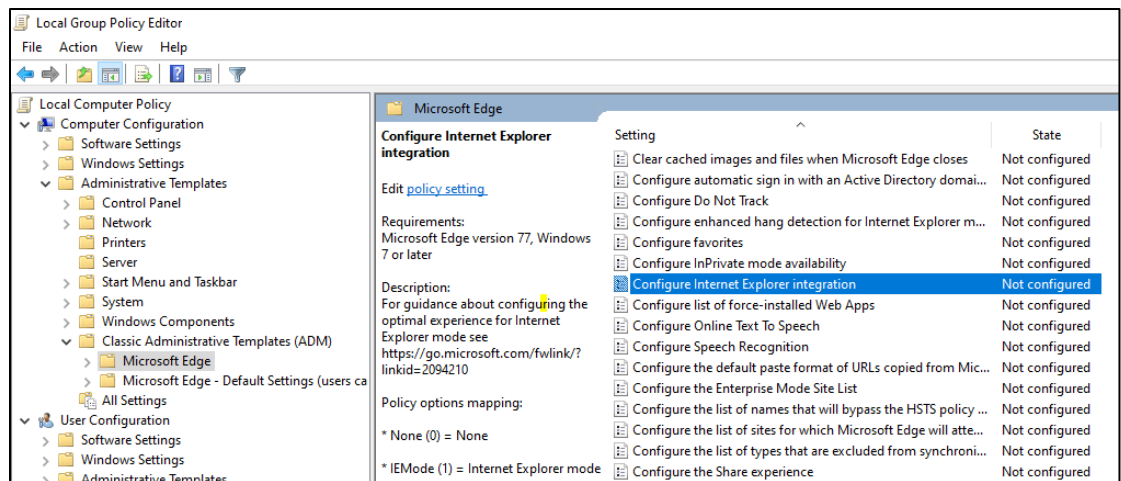 Local Group Policy Editor
File Action View Help
Local Computer Policy
Computer Configuration
Software Settings
Windows Settings
Administrative Templates
Control Panel
Network
Printers
Server
Start Menu and Taskbar
System
Windows Components
Classic Administrative Templates (ADM)
Microsoft Edge
Microsoft Edge - Default Settings (users ca
All Settings
User Configuration
Software Settings
Windows Settings
Administrative Templates
Microsoft Edge
Configure Internet Explorer
integration
Edit policy setting
Requirements:
Microsoft Edge version 77, Windows
7 or later
Description:
For guidance about configuring the
optimal experience for Internet
Explorer mode see
https://go.microsoft.com/fwlink/?
linkid=2094210
Policy options mapping:
* None (0) = None
* IEMode (1) = Internet Explorer mode
Setting State
Clear cached images and files when Microsoft Edge closes Not configured
Configure automatic sign in with an Active Directory domai... Not configured
Configure Do Not Track Not configured
Configure enhanced hang detection for Internet Explorer m... Not configured
Configure favorites Not configured
Configure InPrivate mode availability Not configured
Configure Internet Explorer integration Not configured
Configure list of force-installed Web Apps Not configured
Configure Online Text To Speech Not configured
Configure Speech Recognition Not configured
Configure the default paste format of URLs copied from Mic... Not configured
Configure the Enterprise Mode Site List Not configured
Configure the list of names that will bypass the HSTS policy ... Not configured
Configure the list of sites for which Microsoft Edge will atte... Not configured
Configure the list of types that are excluded from synchroni... Not configured
Configure the Share experience Not configured